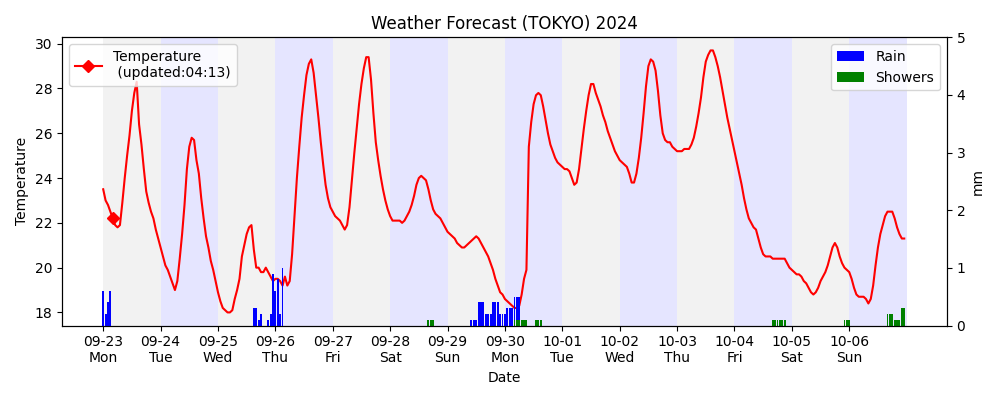 Weather Forecast (TOKYO) 2024
Temperature
(updated:04:13)
Rain
Showers
30
28
26
24
22
20
18
Temperature
5
4
3
2
1
0
mm
09-23 09-24 09-25 09-26 09-27 09-28 09-29 09-30 10-01 10-02 10-03 10-04 10-05 10-06
Mon Tue Wed Thu Fri Sat Sun Mon Tue Wed Thu Fri Sat Sun
Date